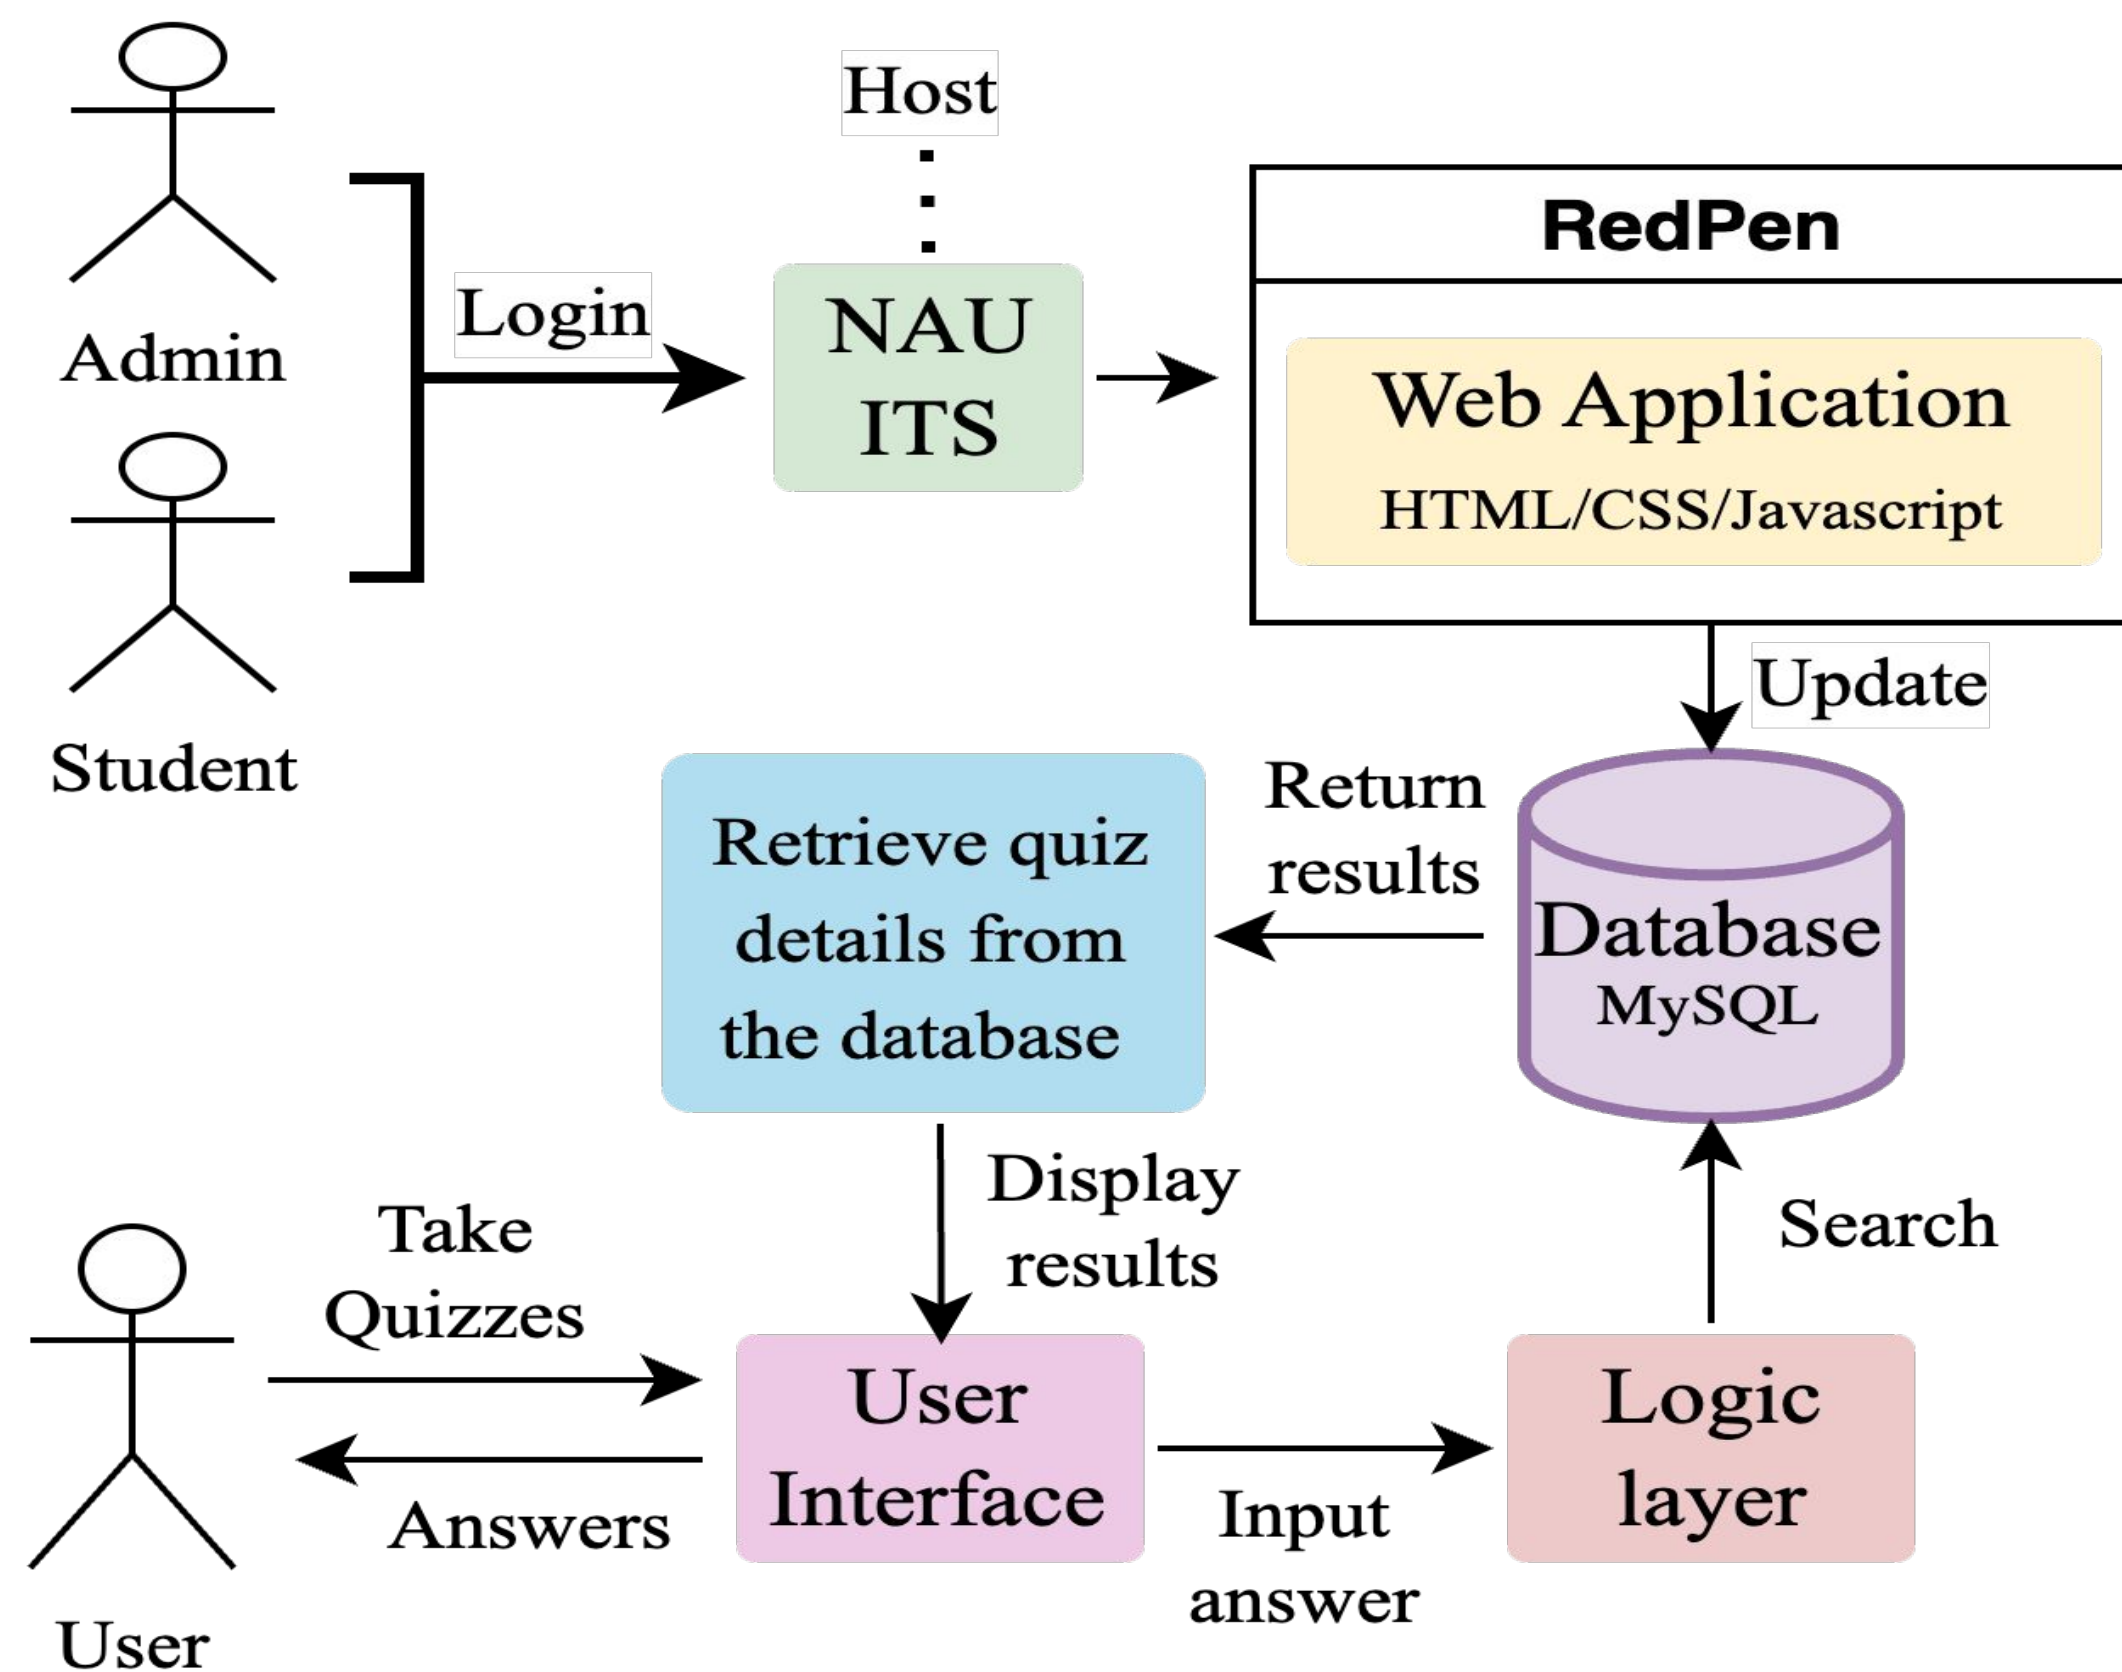 Host
RedPen
Admin
Login
NAU
ITS
Web Application
HTML/CSS/Javascript
Student
Update
Return
results
Retrieve quiz
details from
the database
Database
MySQL
Display
results
Search
Take
Quizzes
Answers
User
Interface
Input
answer
Logic
layer
User